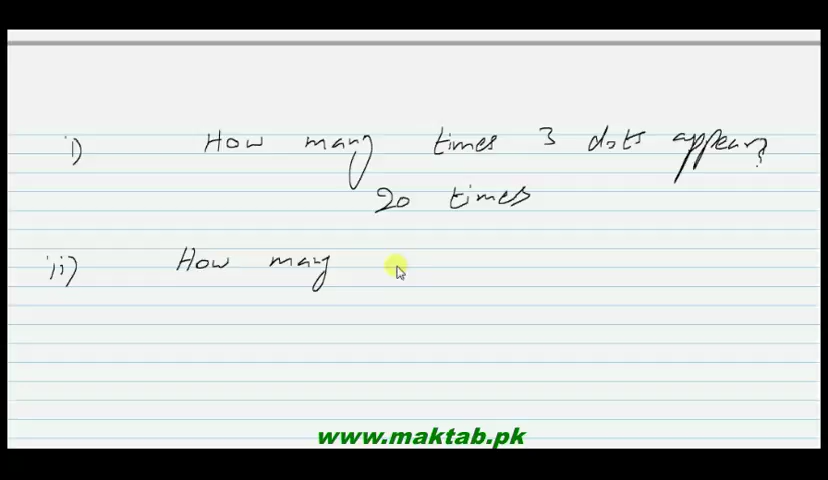 i) How many times 3 dots appear?
20 times
ii) How many
www.maktab.pk